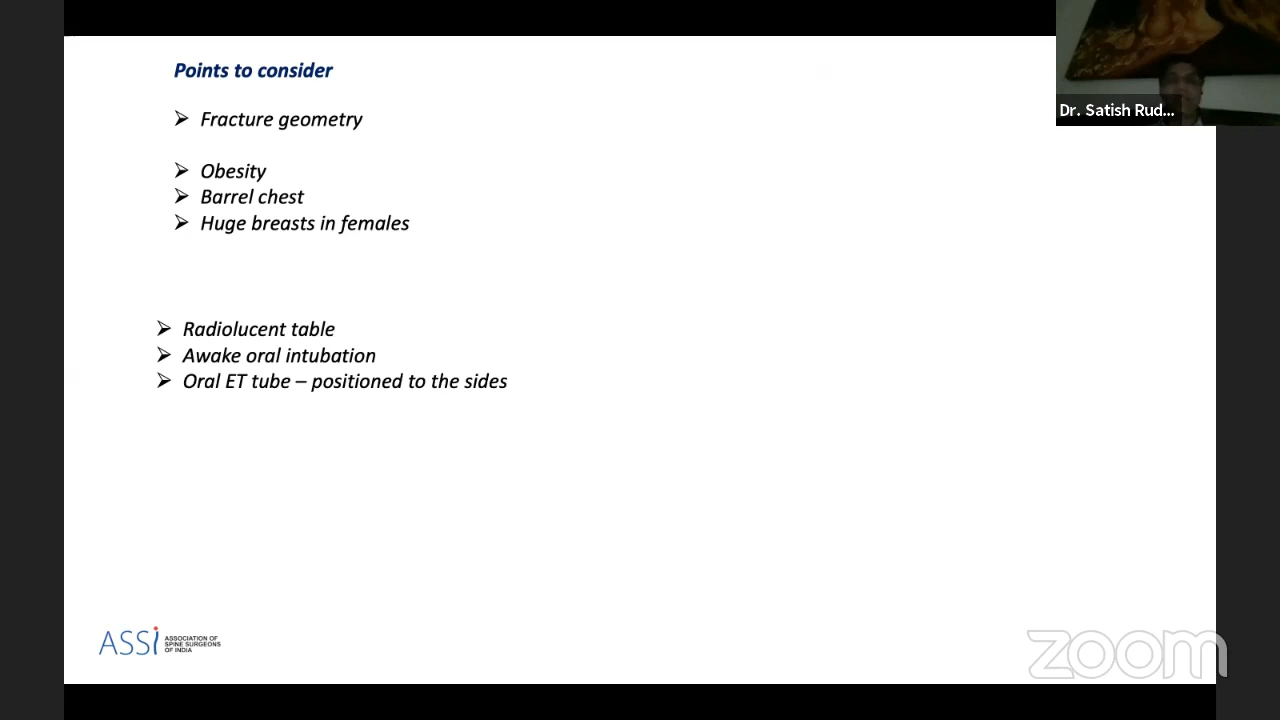 Points to consider
➢ Fracture geometry
➢ Obesity
➢ Barrel chest
➢ Huge breasts in females
➢ Radiolucent table
➢ Awake oral intubation
➢ Oral ET tube – positioned to the sides
Dr. Satish Rud...
ASSi ASSOCIATION OF
SPINE SURGEONS
OF INDIA
zoom